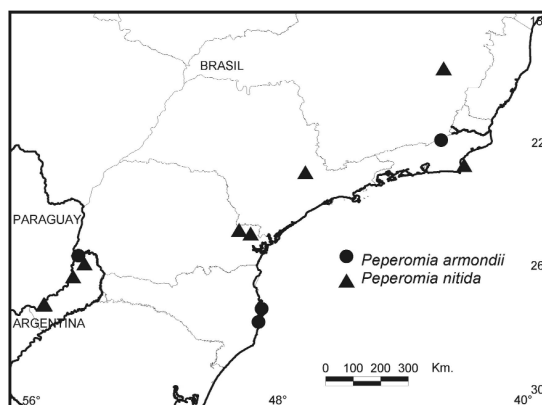 18
BRASIL
22
PARAGUAY
Peperomia armondii
Peperomia nitida
26
ARGENTINA
0 100 200 300 Km.
56° 48° 40° 30